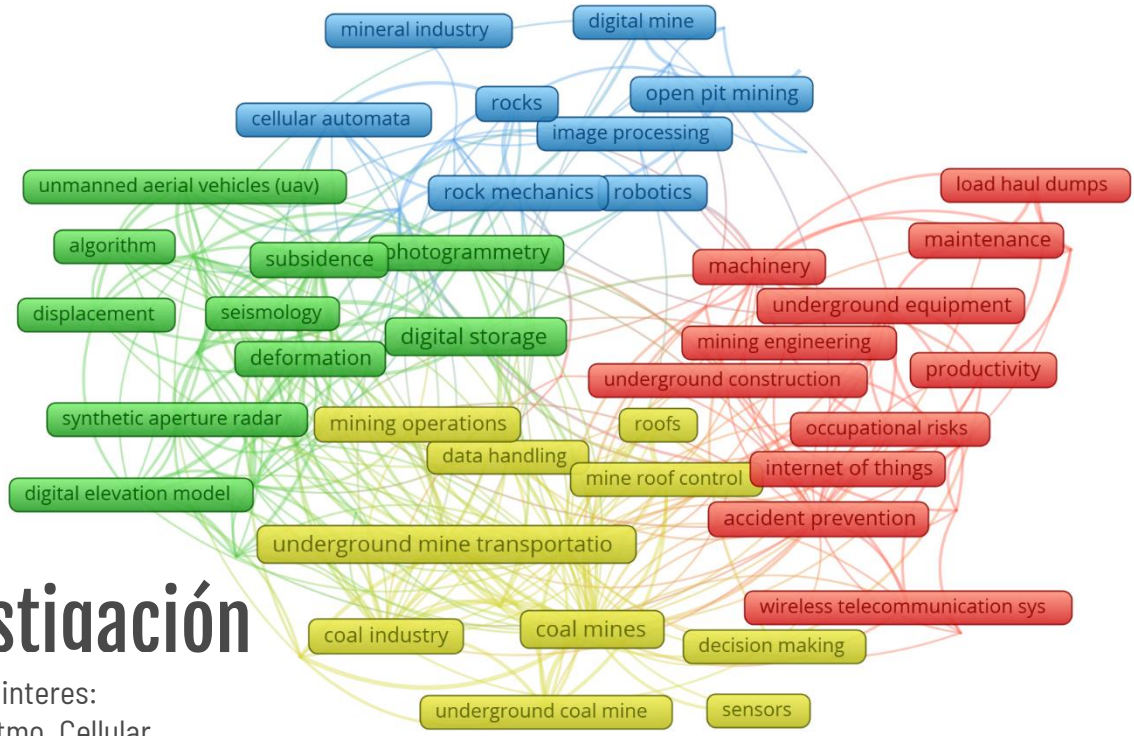 mineral industry
digital mine
rocks
open pit mining
cellular automata
image processing
unmanned aerial vehicles (uav)
rock mechanics
robotics
load haul dumps
algorithm
subsidence
photogrammetry
machinery
maintenance
displacement
seismology
underground equipment
digital storage
mining engineering
deformation
underground construction
productivity
synthetic aperture radar
mining operations
roofs
occupational risks
data handling
mine roof control
internet of things
digital elevation model
accident prevention
underground mine transportatio
stigación
wireless telecommunication sys
coal industry
coal mines
decision making
interes:
underground coal mine
sensors
tmo, Cellular